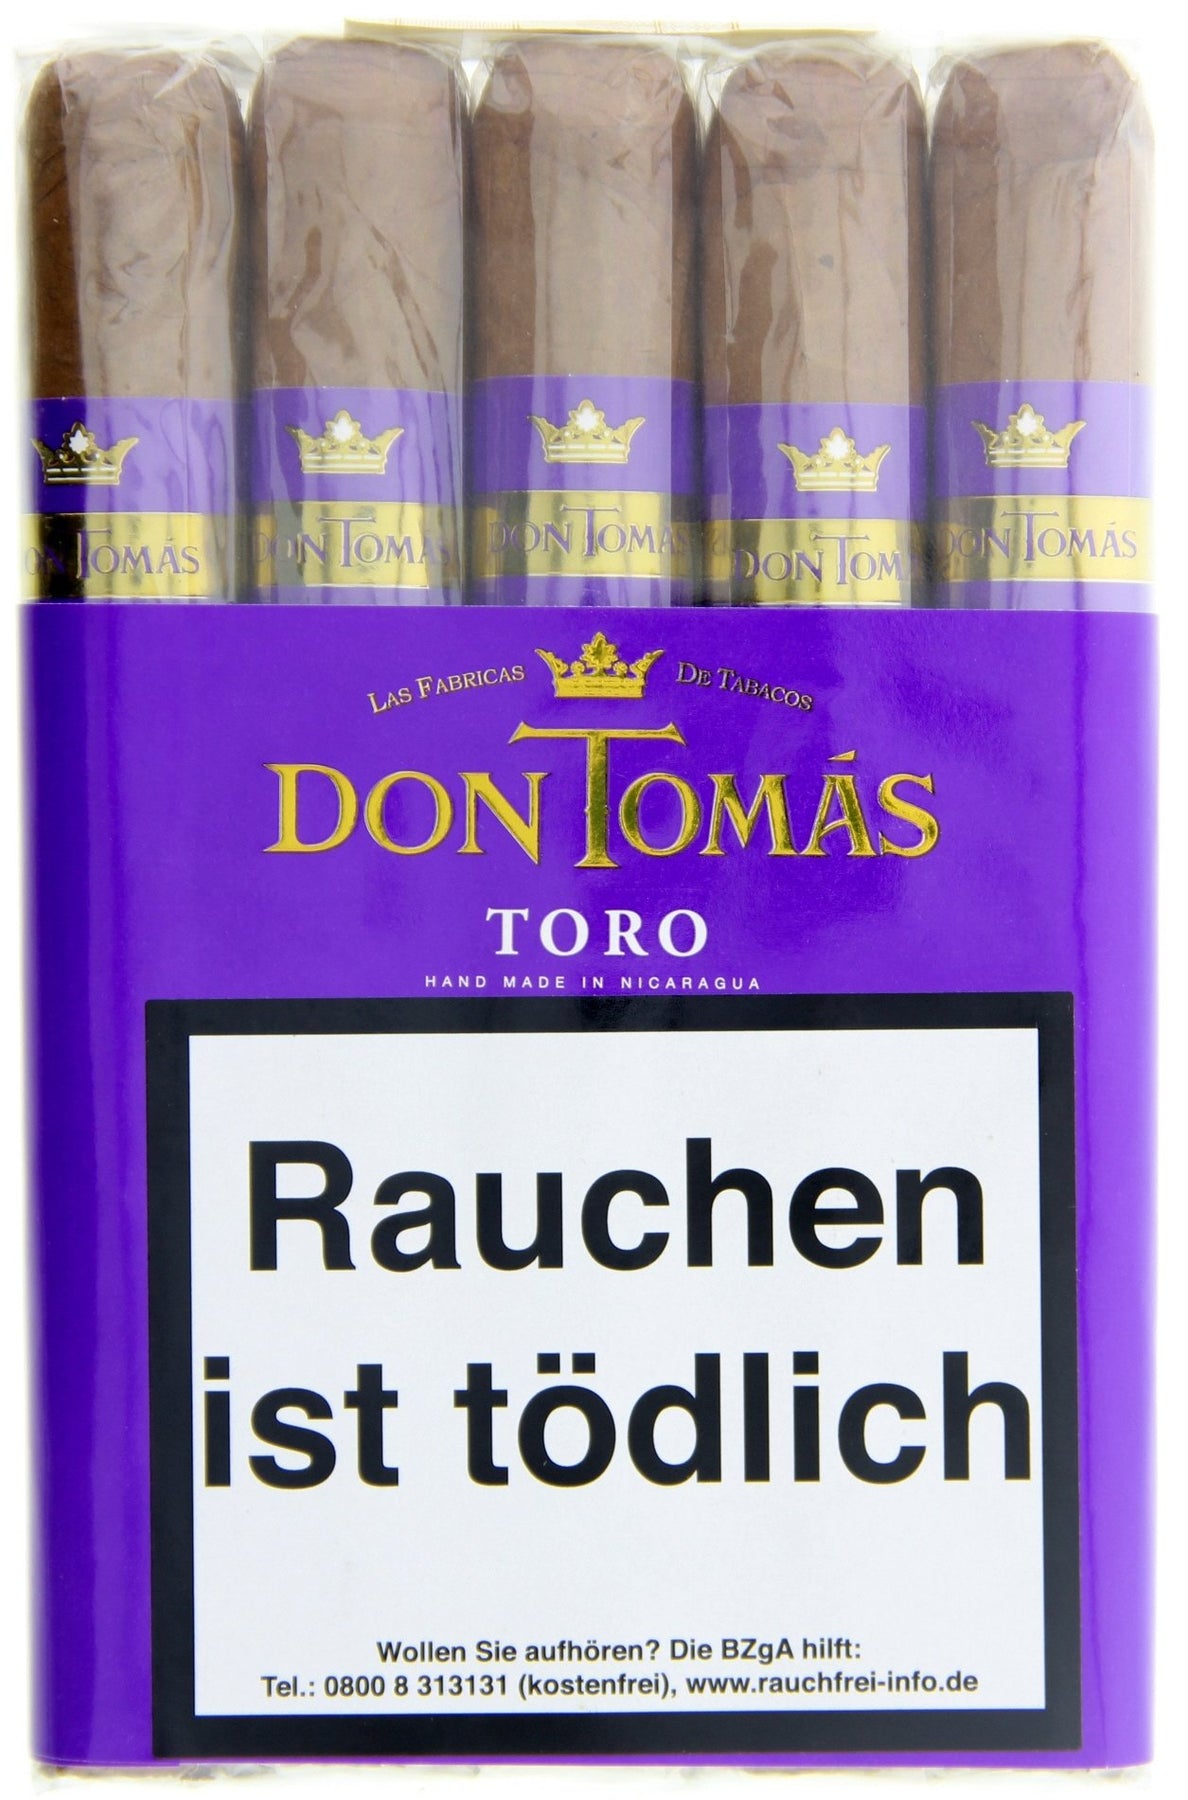 DON TOMÁS
DON TOMÁS
DON TOMÁS
DON TOM
DON TOMÁS
LAS FABRICAS DE TABACOS
DON TOMÁS
TORO
HAND MADE IN NICARAGUA
Rauchen
ist tödlich
Wollen Sie aufhören? Die BZgA hilft:
Tel.: 0800 8 313131 (kostenfrei), www.rauchfrei-info.de